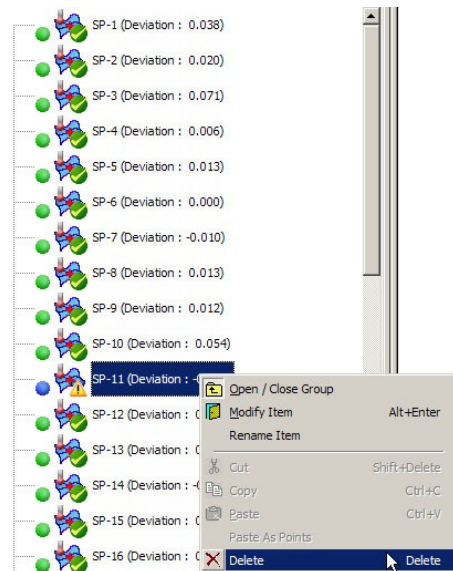 SP-1 (Deviation : 0.038)
SP-2 (Deviation : 0.020)
SP-3 (Deviation : 0.071)
SP-4 (Deviation : 0.006)
SP-5 (Deviation : 0.013)
SP-6 (Deviation : 0.000)
SP-7 (Deviation : -0.010)
SP-8 (Deviation : 0.013)
SP-9 (Deviation : 0.012)
SP-10 (Deviation : 0.054)
SP-11 (Deviation :
Open / Close Group
SP-12 (Deviation :
Modify Item Alt+Enter
Rename Item
SP-13 (Deviation :
Cut Shift+Delete
SP-14 (Deviation :
Copy Ctrl+C
SP-15 (Deviation :
Paste Ctrl+V
Paste As Points
SP-16 (Deviation :
Delete Delete